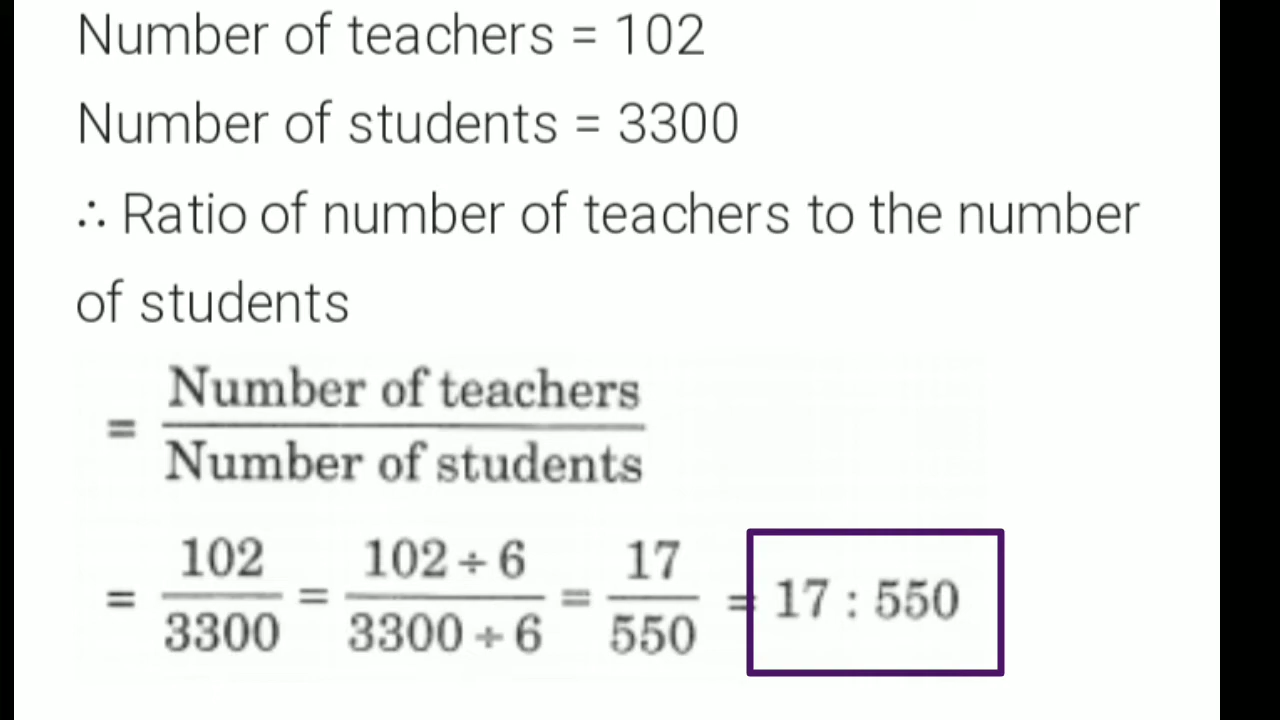 Number of teachers = 102
Number of students = 3300
∴ Ratio of number of teachers to the number
of students
= Number of teachers / Number of students
= 102/3300 = 102 ÷ 6 / 3300 ÷ 6 = 17/550 = 17 : 550